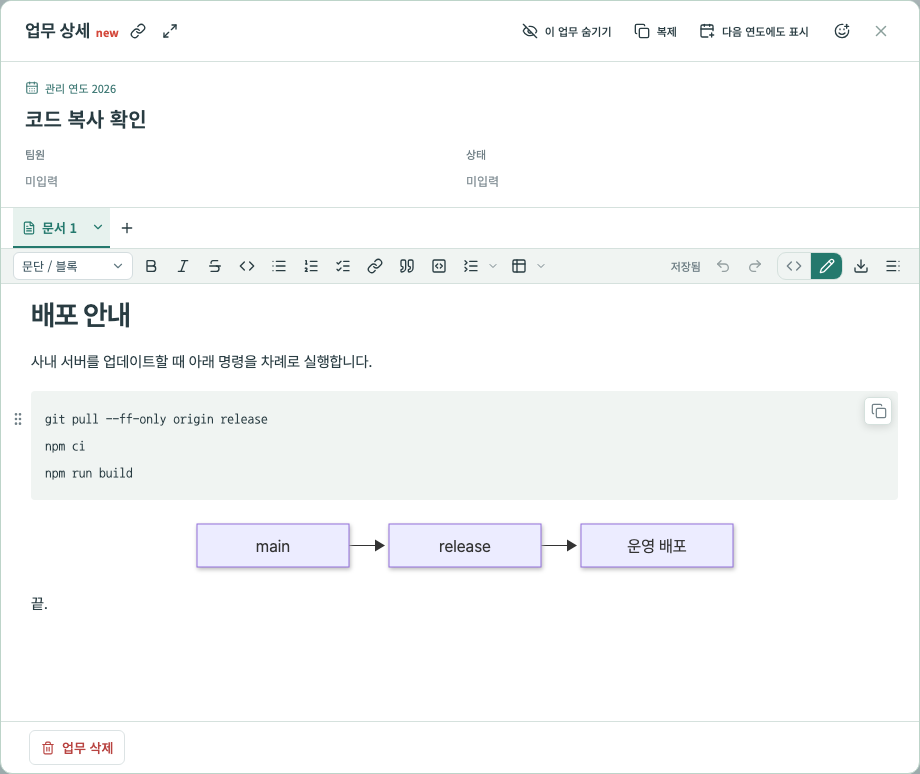 업무 상세 new
이 업무 숨기기
복제
다음 연도에도 표시
관리 연도 2026
코드 복사 확인
팀원
상태
미입력
미입력
문서 1
문단 / 블록
저장됨
배포 안내
사내 서버를 업데이트할 때 아래 명령을 차례로 실행합니다.
git pull --ff-only origin release
npm ci
npm run build
main
release
운영 배포
끝.
업무 삭제